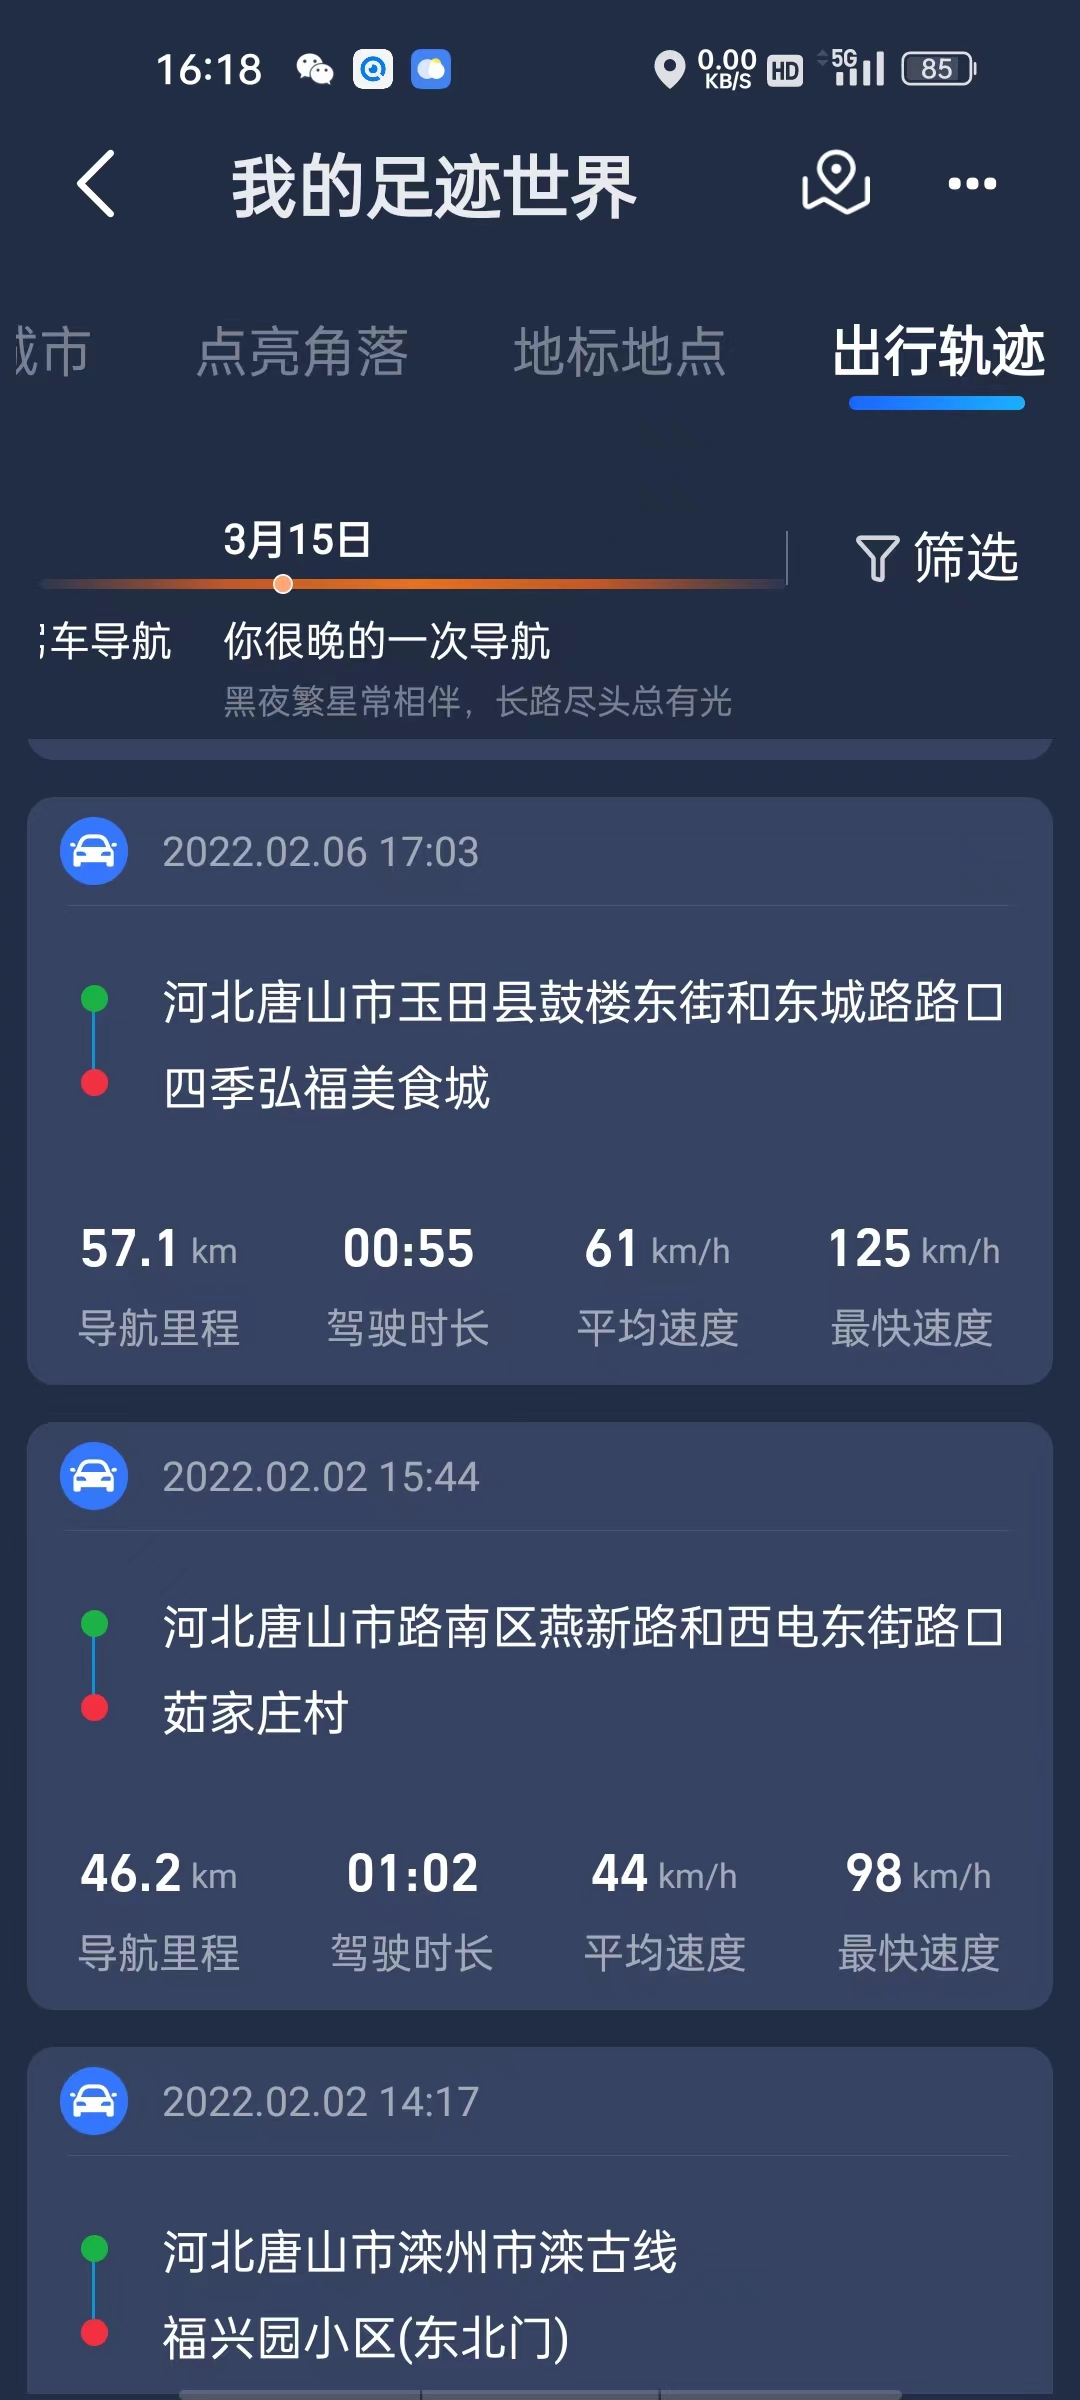 16:18 0.00 KB/S HD 5G 85
我的足迹世界
城市 点亮角落 地标地点 出行轨迹
3月15日
筛选
车导航 你很晚的一次导航
黑夜繁星常相伴，长路尽头总有光
2022.02.06 17:03
河北唐山市玉田县鼓楼东街和东城路路口
四季弘福美食城
57.1 km 00:55 61 km/h 125 km/h
导航里程 驾驶时长 平均速度 最快速度
2022.02.02 15:44
河北唐山市路南区燕新路和西电东街路口
茹家庄村
46.2 km 01:02 44 km/h 98 km/h
导航里程 驾驶时长 平均速度 最快速度
2022.02.02 14:17
河北唐山市滦州市滦古线
福兴园小区(东北门)